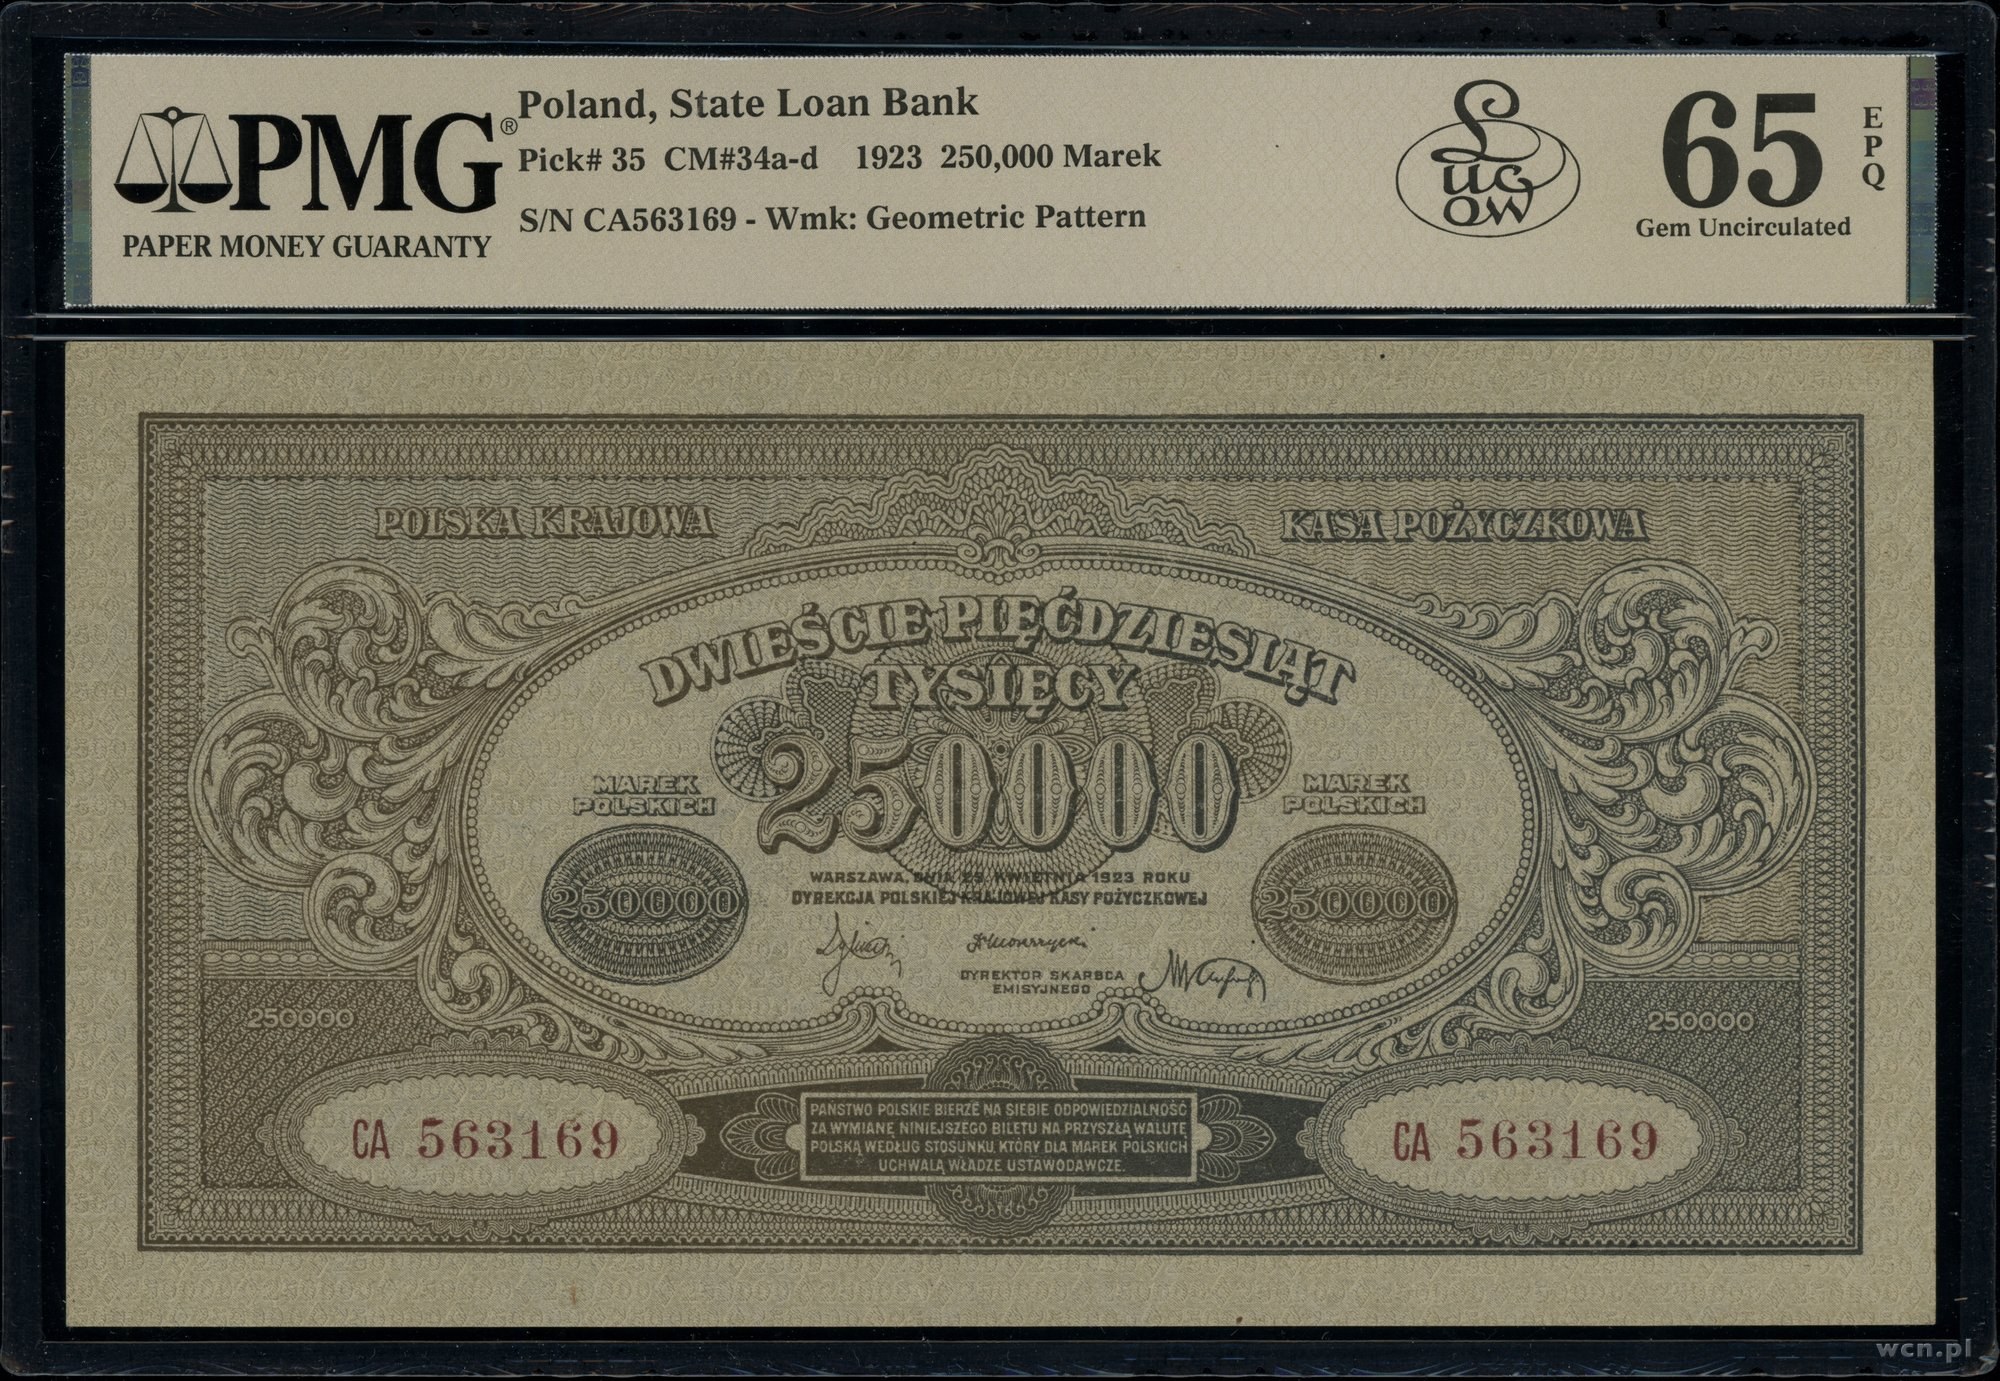 PMG®
PAPER MONEY GUARANTY
Poland, State Loan Bank
Pick# 35 CM#34a-d 1923 250,000 Marek
S/N CA563169 - Wmk: Geometric Pattern
Lucow
65
EPQ
Gem Uncirculated
POLSKA KRAJOWA
KASA POŻYCZKOWA
DWIEŚCIE PIĘĆDZIESIĄT
TYSIĘCY
250000
MAREK
POLSKICH
MAREK
POLSKICH
250000
250000
WARSZAWA, DNIA 25 KWIETNIA 1923 ROKU
DYREKCJA POLSKIEJ KRAJOWEJ KASY POŻYCZKOWEJ
DYREKTOR SKARBCA
EMISYJNEGO
250000
250000
CA 563169
CA 563169
PAŃSTWO POLSKIE BIERZE NA SIEBIE ODPOWIEDZIALNOŚĆ
ZA WYMIANĘ NINIEJSZEGO BILETU NA PRZYSZŁĄ WALUTĘ
POLSKĄ WEDŁUG STOSUNKU, KTÓRY DLA MAREK POLSKICH
UCHWALĄ WŁADZE USTAWODAWCZE.
wcn.pl